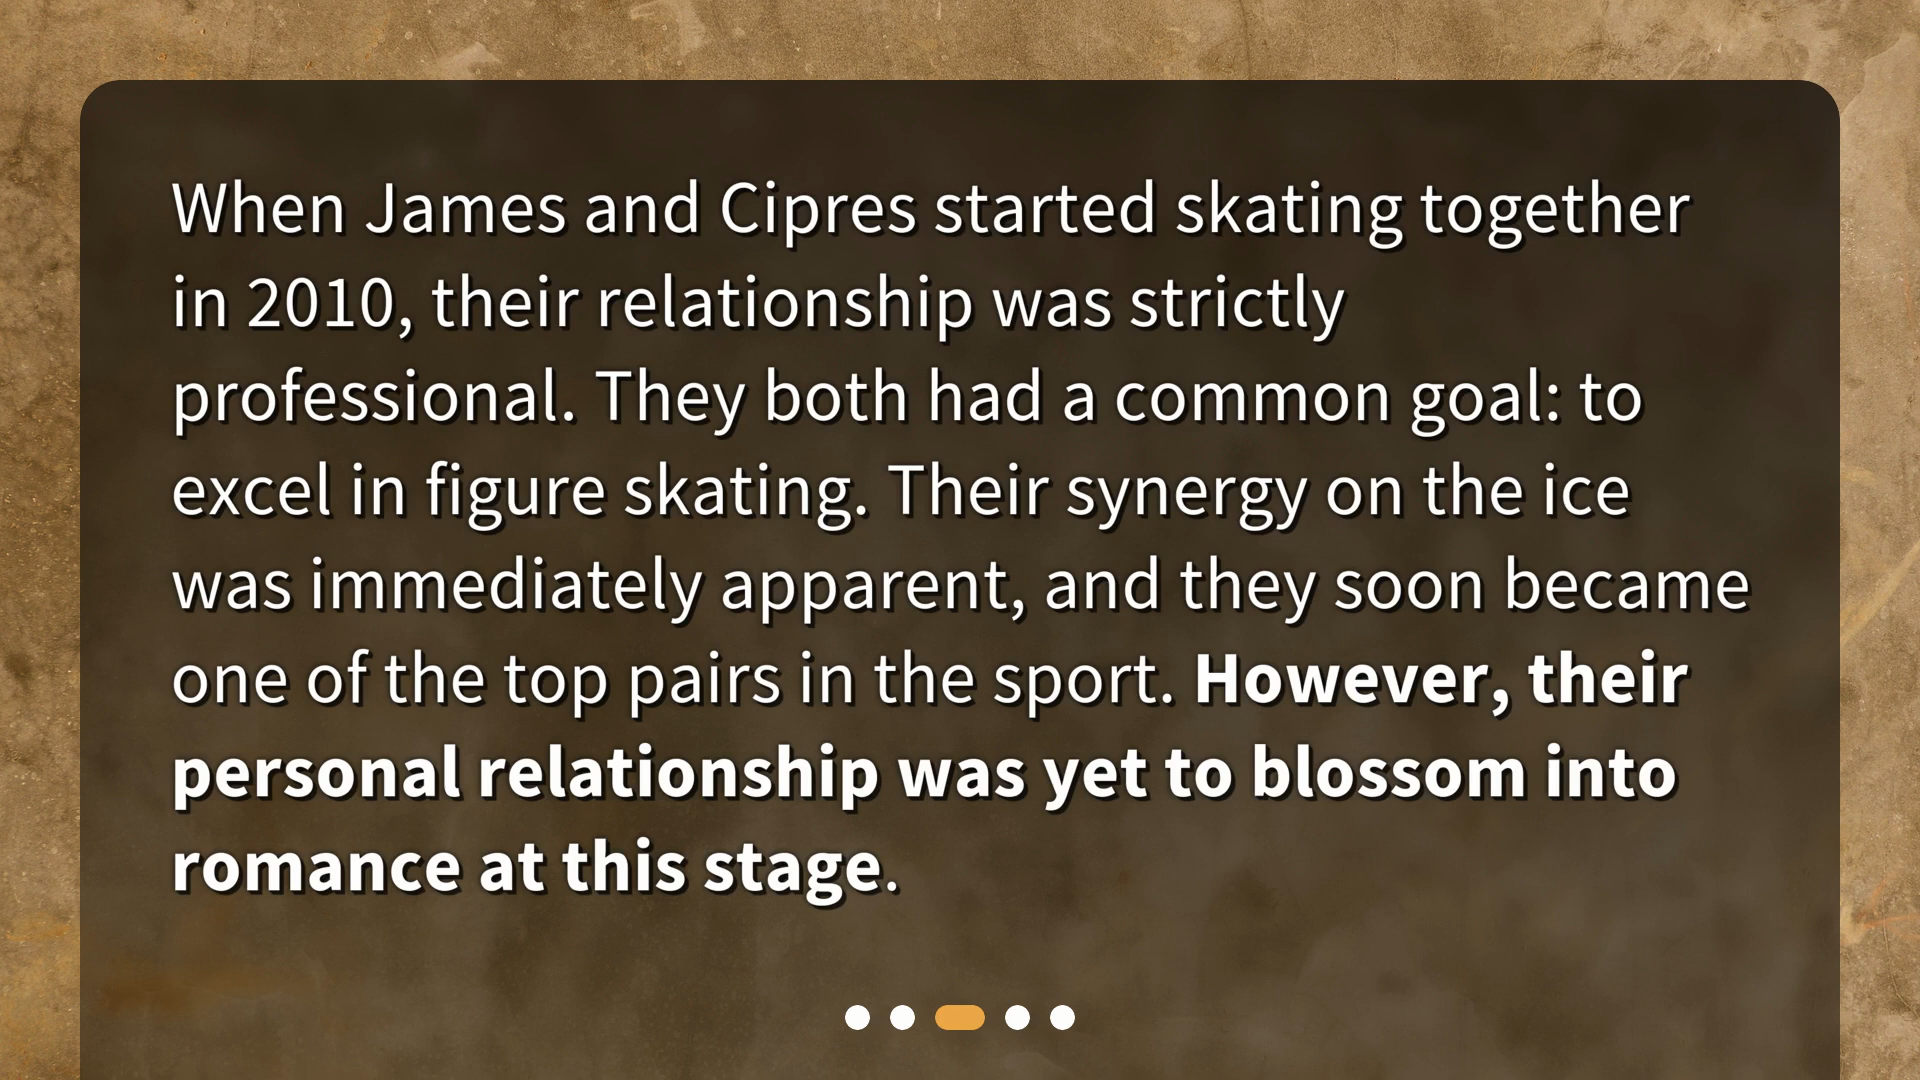 When James and Cipres started skating together
in 2010, their relationship was strictly
professional. They both had a common goal: to
excel in figure skating. Their synergy on the ice
was immediately apparent, and they soon became
one of the top pairs in the sport. However, their
personal relationship was yet to blossom into
romance at this stage.